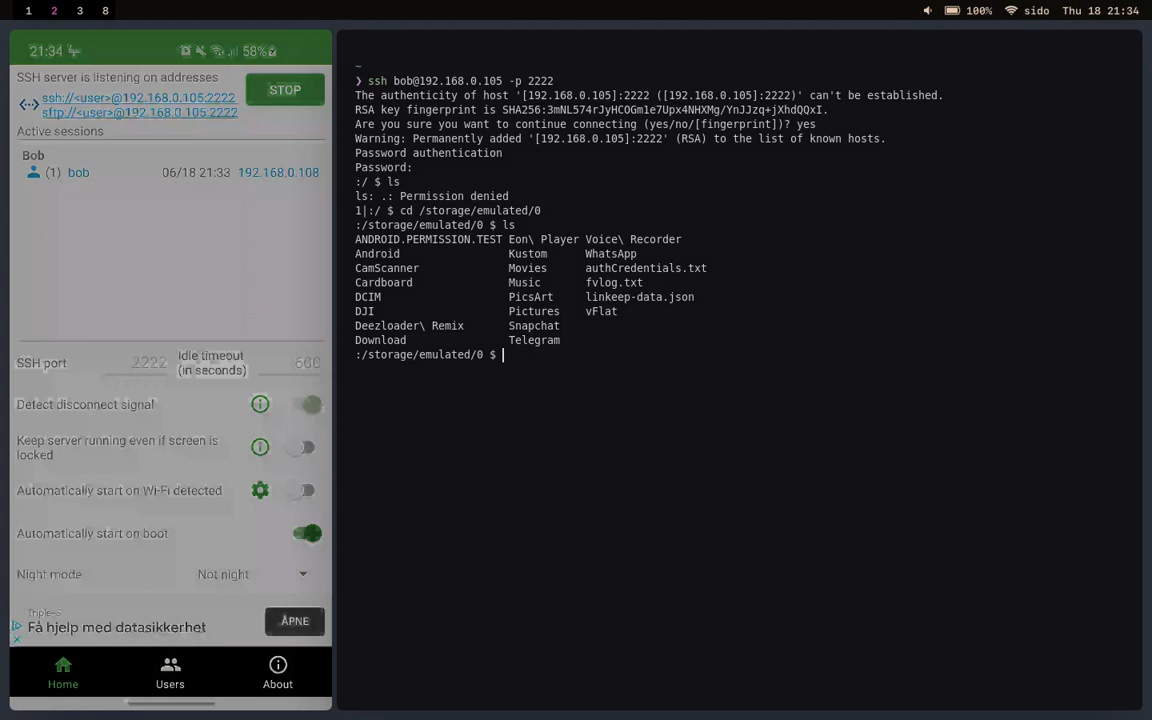 1 2 3 8
100% sido Thu 18 21:34
21:34
58%
SSH server is listening on addresses
ssh://<user>@192.168.0.105:2222
sftp://<user>@192.168.0.105:2222
STOP
Active sessions
Bob
(1) bob 06/18 21:33 192.168.0.108
SSH port 2222 Idle timeout (in seconds) 600
Detect disconnect signal
Keep server running even if screen is
locked
Automatically start on Wi-Fi detected
Automatically start on boot
Night mode Not night
Triple-S
Få hjelp med datasikkerhet
ÅPNE
Home Users About
~
❯ ssh bob@192.168.0.105 -p 2222
The authenticity of host '[192.168.0.105]:2222 ([192.168.0.105]:2222)' can't be established.
RSA key fingerprint is SHA256:3mNL574rJyHCOGm1e7Upx4NHXMg/YnJJzq+jXhdQQxI.
Are you sure you want to continue connecting (yes/no/[fingerprint])? yes
Warning: Permanently added '[192.168.0.105]:2222' (RSA) to the list of known hosts.
Password authentication
Password:
:/ $ ls
ls: .: Permission denied
1|:/ $ cd /storage/emulated/0
:/storage/emulated/0 $ ls
ANDROID.PERMISSION.TEST Eon\ Player Voice\ Recorder
Android Kustom WhatsApp
CamScanner Movies authCredentials.txt
Cardboard Music fvlog.txt
DCIM PicsArt linkeep-data.json
DJI Pictures vFlat
Deezloader\ Remix Snapchat
Download Telegram
:/storage/emulated/0 $